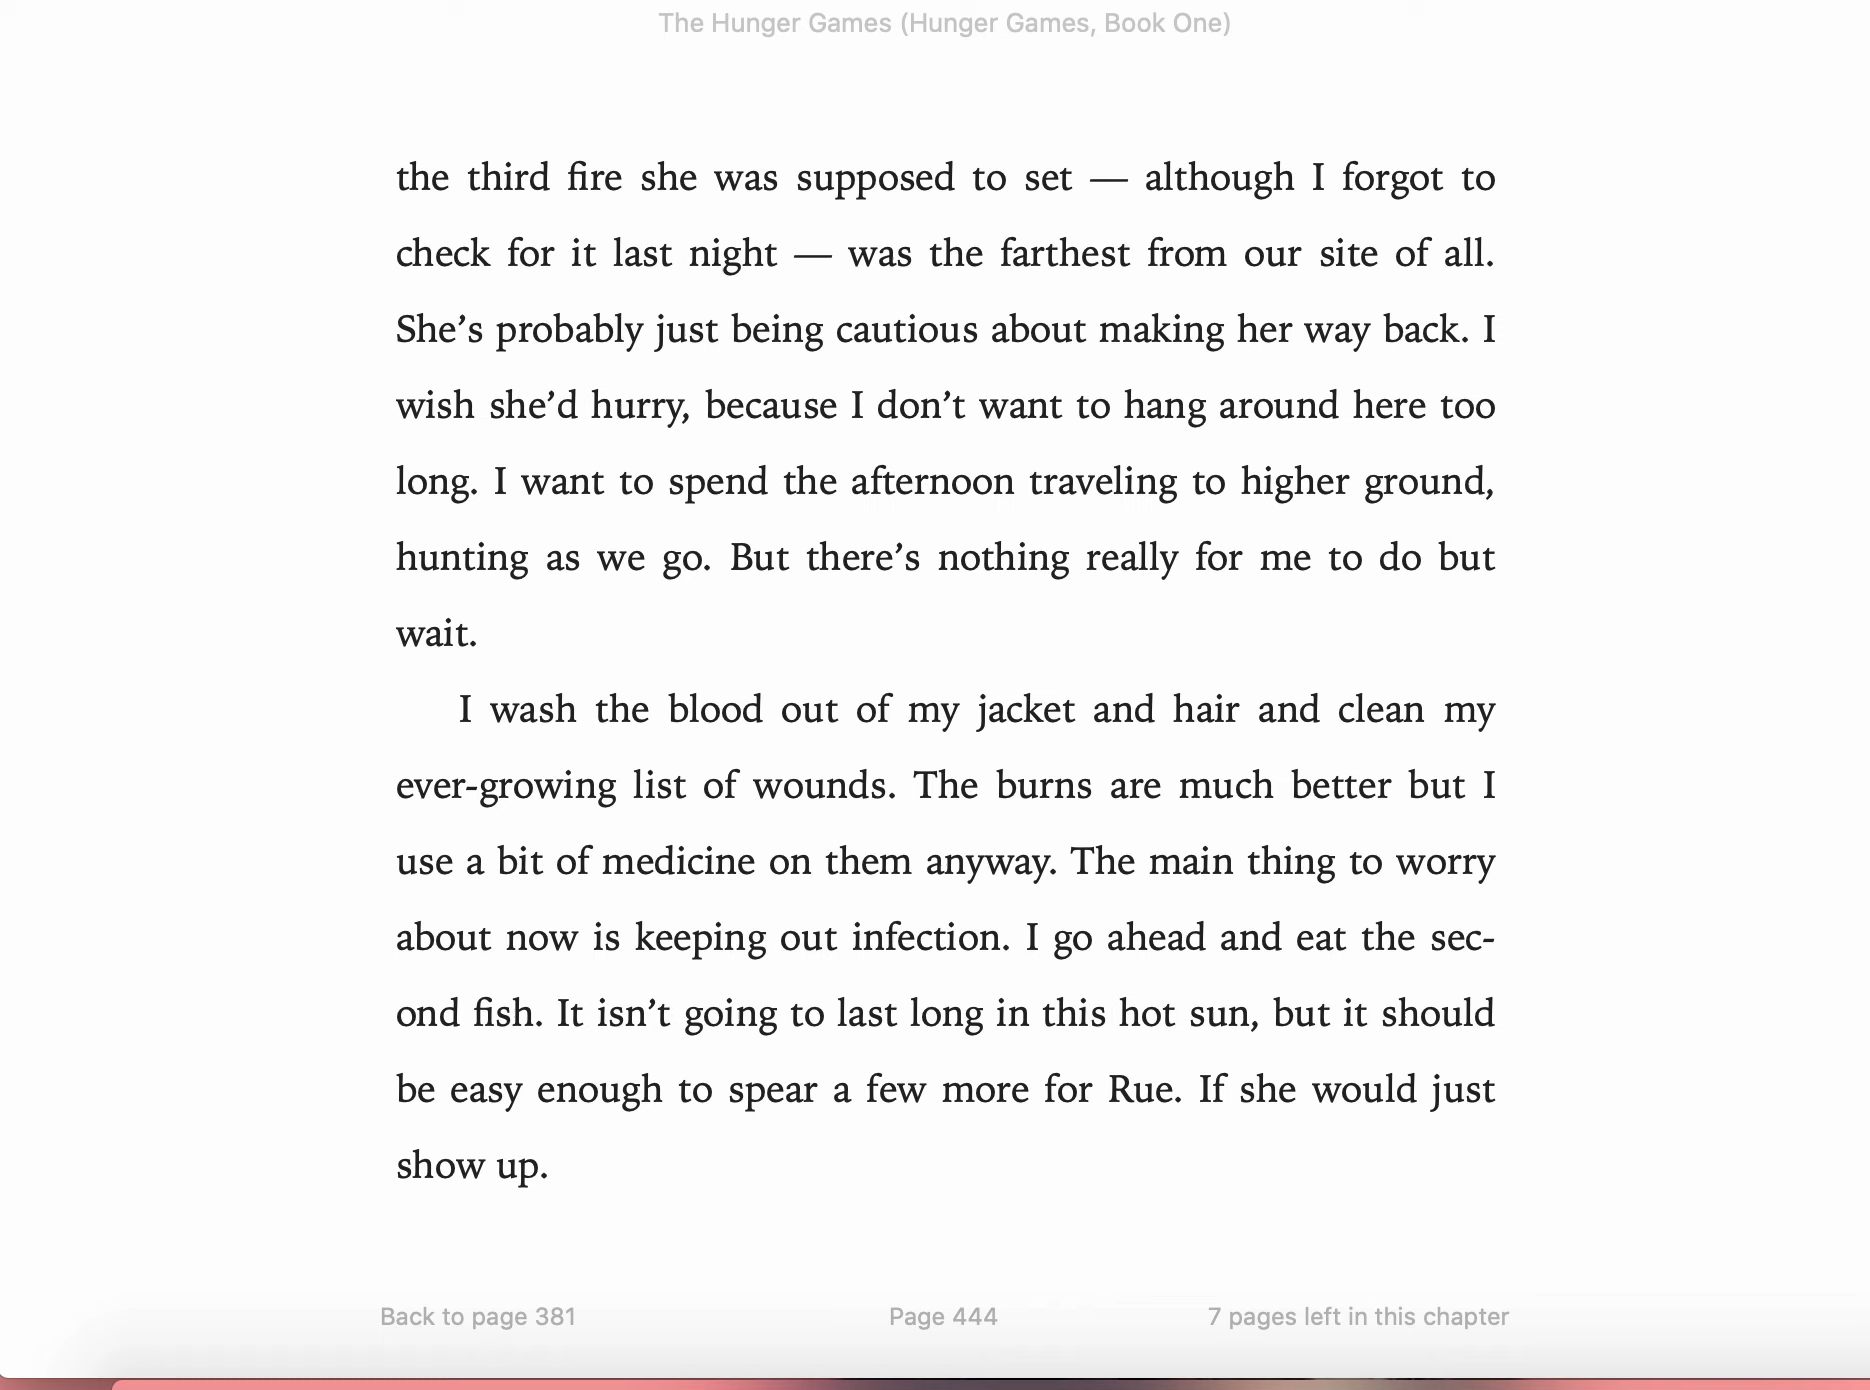 The Hunger Games (Hunger Games, Book One)
the third fire she was supposed to set — although I forgot to
check for it last night — was the farthest from our site of all.
She’s probably just being cautious about making her way back. I
wish she’d hurry, because I don’t want to hang around here too
long. I want to spend the afternoon traveling to higher ground,
hunting as we go. But there’s nothing really for me to do but
wait.
I wash the blood out of my jacket and hair and clean my
ever-growing list of wounds. The burns are much better but I
use a bit of medicine on them anyway. The main thing to worry
about now is keeping out infection. I go ahead and eat the sec-
ond fish. It isn’t going to last long in this hot sun, but it should
be easy enough to spear a few more for Rue. If she would just
show up.
Back to page 381 Page 444 7 pages left in this chapter